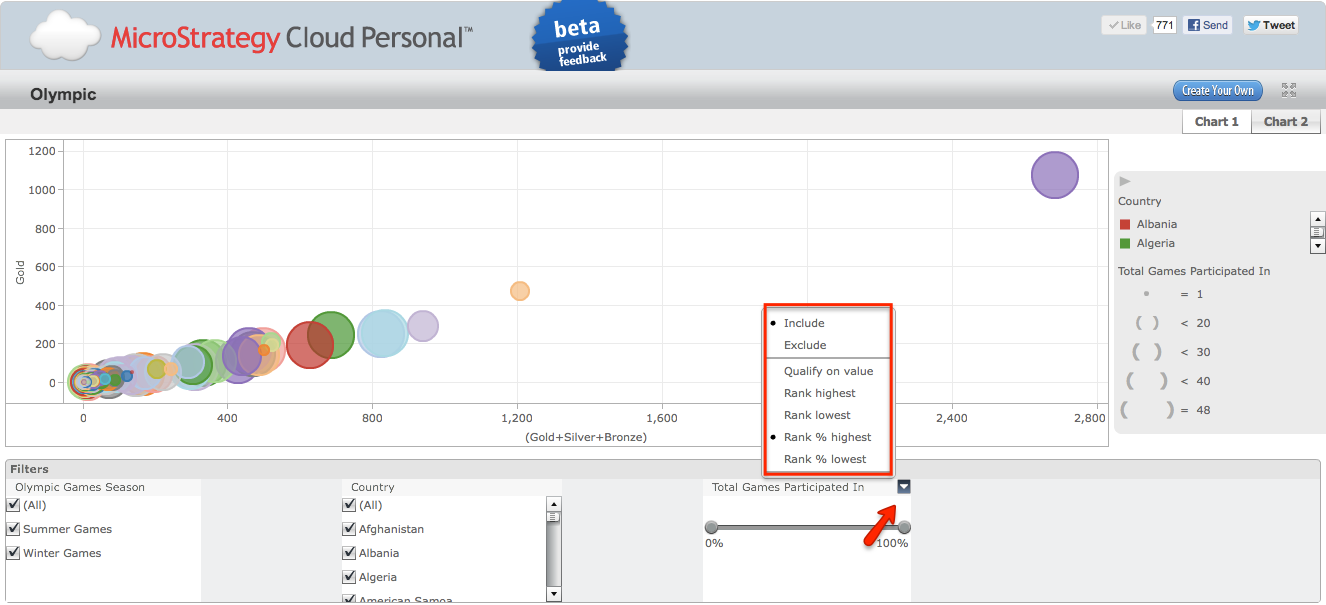 MicroStrategy Cloud Personal™
beta
provide
feedback
Like
771
Send
Tweet
Olympic
Create Your Own
Chart 1
Chart 2
1200
1000
800
600
400
200
0
Gold
0
400
800
1,200
1,600
2,400
2,800
(Gold+Silver+Bronze)
Country
Albania
Algeria
Total Games Participated In
= 1
( ) < 20
( ) < 30
( ) < 40
( ) = 48
Include
Exclude
Qualify on value
Rank highest
Rank lowest
Rank % highest
Rank % lowest
Filters
Olympic Games Season
(All)
Summer Games
Winter Games
Country
(All)
Afghanistan
Albania
Algeria
American Samoa
Total Games Participated In
0%
100%